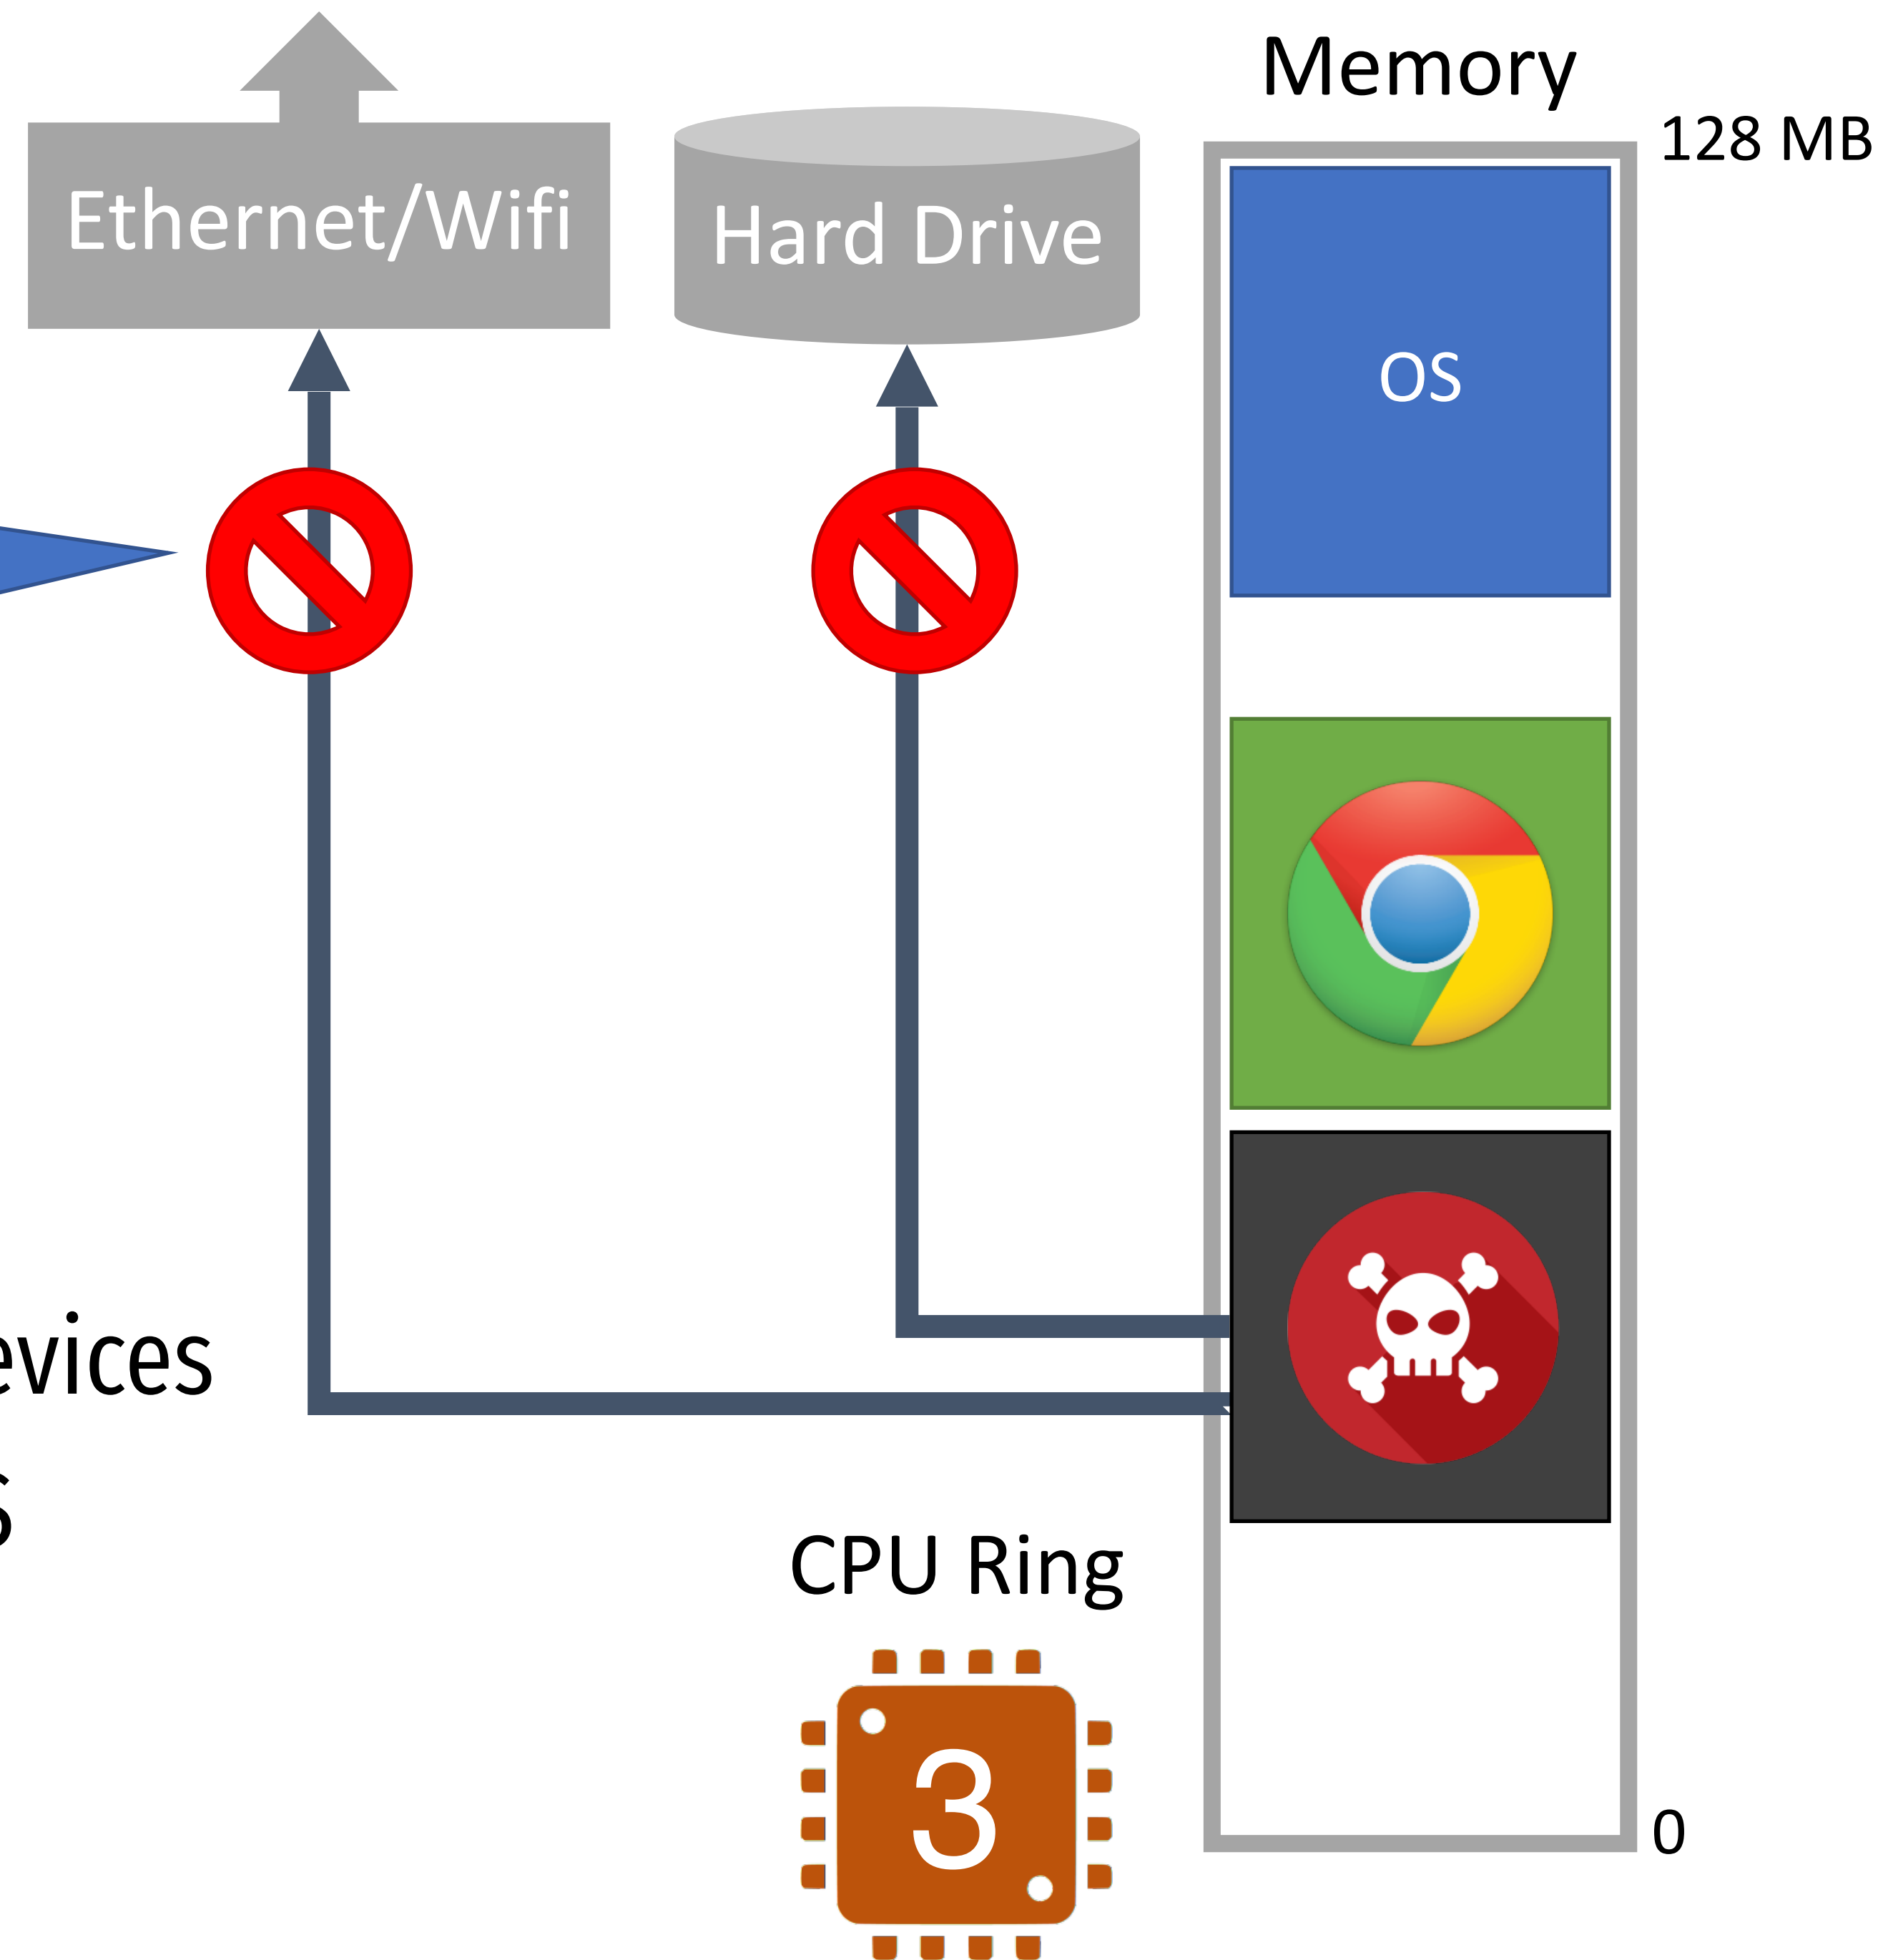 Memory
128 MB
Ethernet/Wifi
Hard Drive
OS
CPU Ring
3
0